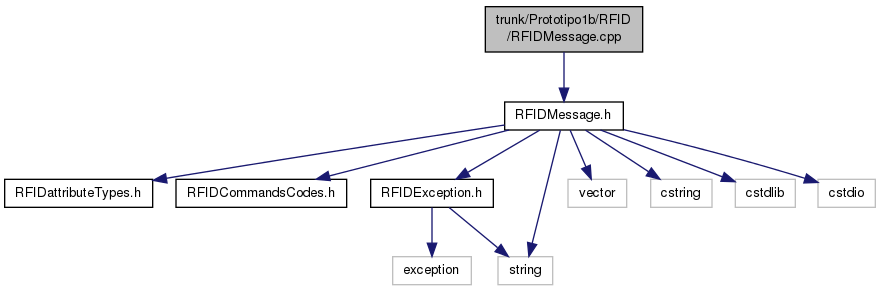 trunk/Prototipo1b/RFID
/RFIDMessage.cpp
RFIDMessage.h
RFIDattributeTypes.h
RFIDCommandsCodes.h
RFIDException.h
vector
cstring
cstdlib
cstdio
exception
string